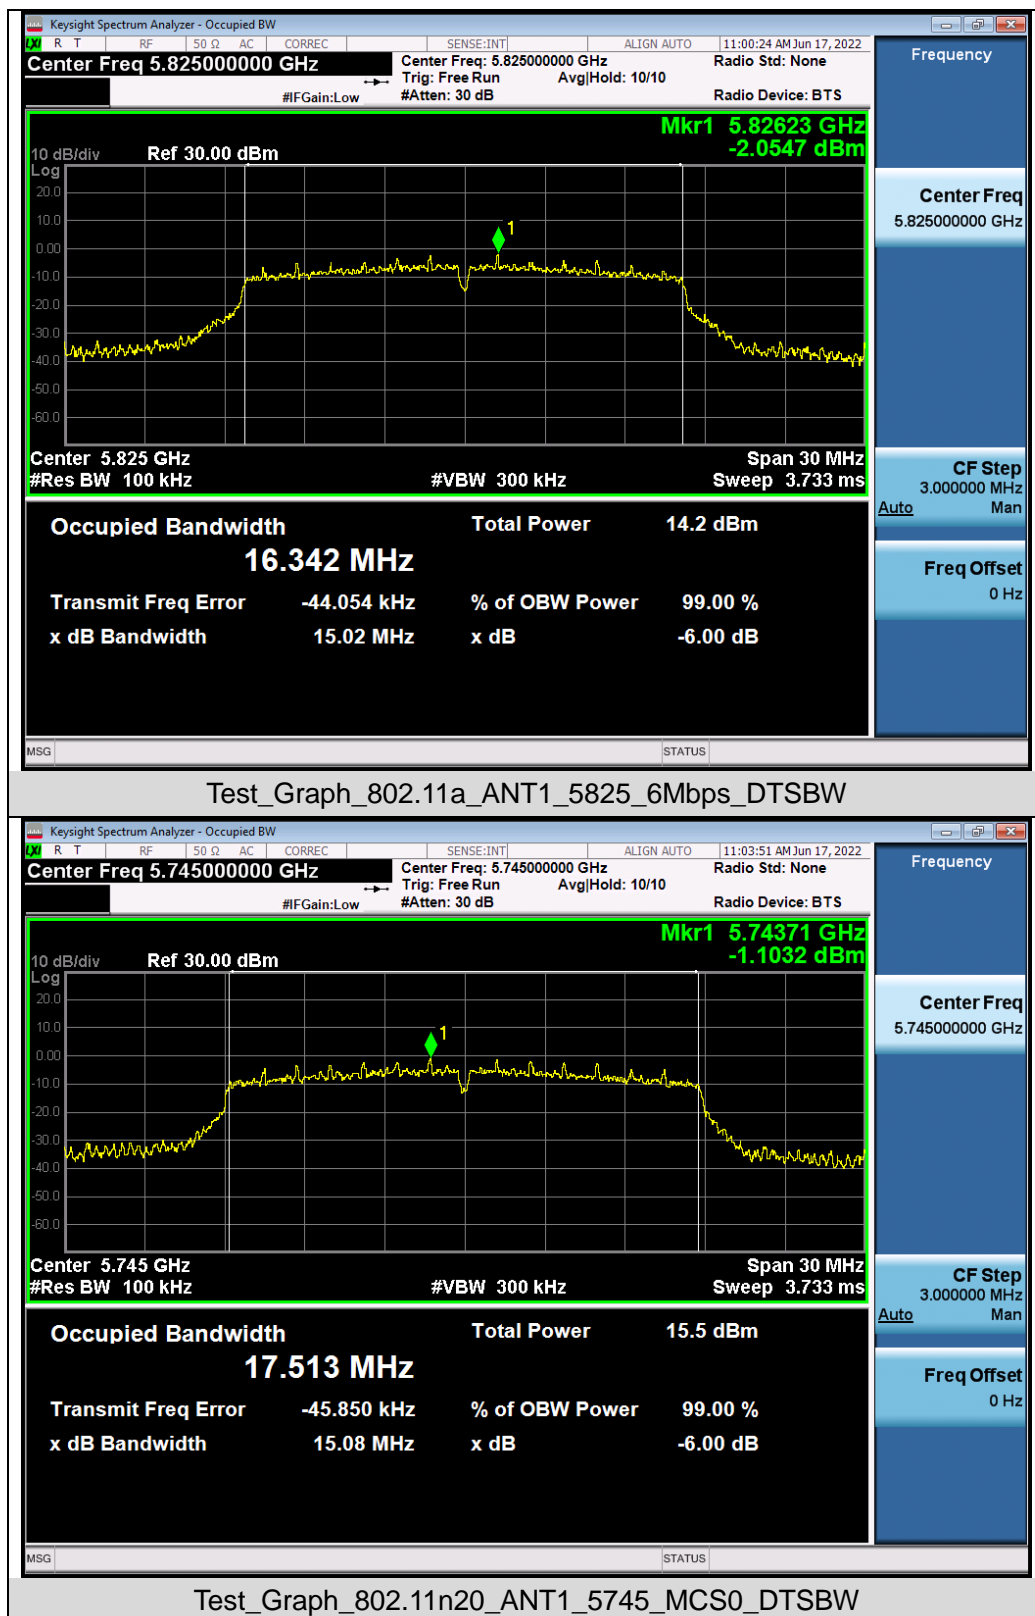 Keysight Spectrum Analyzer - Occupied BW
LXI R T RF 50 Ω AC CORREC SENSE:INT ALIGN AUTO 11:00:24 AM Jun 17, 2022
Center Freq 5.825000000 GHz
Center Freq: 5.825000000 GHz
Radio Std: None
Trig: Free Run Avg|Hold: 10/10
#IFGain:Low
#Atten: 30 dB
Radio Device: BTS
Frequency
Mkr1 5.82623 GHz
-2.0547 dBm
10 dB/div Ref 30.00 dBm
Log
20.0
10.0
0.00
-10.0
-20.0
-30.0
-40.0
-50.0
-60.0
1
Center 5.825 GHz
Span 30 MHz
#Res BW 100 kHz
#VBW 300 kHz
Sweep 3.733 ms
Center Freq
5.825000000 GHz
CF Step
3.000000 MHz
Auto Man
Freq Offset
0 Hz
Occupied Bandwidth
Total Power 14.2 dBm
16.342 MHz
Transmit Freq Error -44.054 kHz % of OBW Power 99.00 %
x dB Bandwidth 15.02 MHz x dB -6.00 dB
MSG STATUS
Test_Graph_802.11a_ANT1_5825_6Mbps_DTSBW
Keysight Spectrum Analyzer - Occupied BW
LXI R T RF 50 Ω AC CORREC SENSE:INT ALIGN AUTO 11:03:51 AM Jun 17, 2022
Center Freq 5.745000000 GHz
Center Freq: 5.745000000 GHz
Radio Std: None
Trig: Free Run Avg|Hold: 10/10
#IFGain:Low
#Atten: 30 dB
Radio Device: BTS
Frequency
Mkr1 5.74371 GHz
-1.1032 dBm
10 dB/div Ref 30.00 dBm
Log
20.0
10.0
0.00
-10.0
-20.0
-30.0
-40.0
-50.0
-60.0
1
Center 5.745 GHz
Span 30 MHz
#Res BW 100 kHz
#VBW 300 kHz
Sweep 3.733 ms
Center Freq
5.745000000 GHz
CF Step
3.000000 MHz
Auto Man
Freq Offset
0 Hz
Occupied Bandwidth
Total Power 15.5 dBm
17.513 MHz
Transmit Freq Error -45.850 kHz % of OBW Power 99.00 %
x dB Bandwidth 15.08 MHz x dB -6.00 dB
MSG STATUS
Test_Graph_802.11n20_ANT1_5745_MCS0_DTSBW